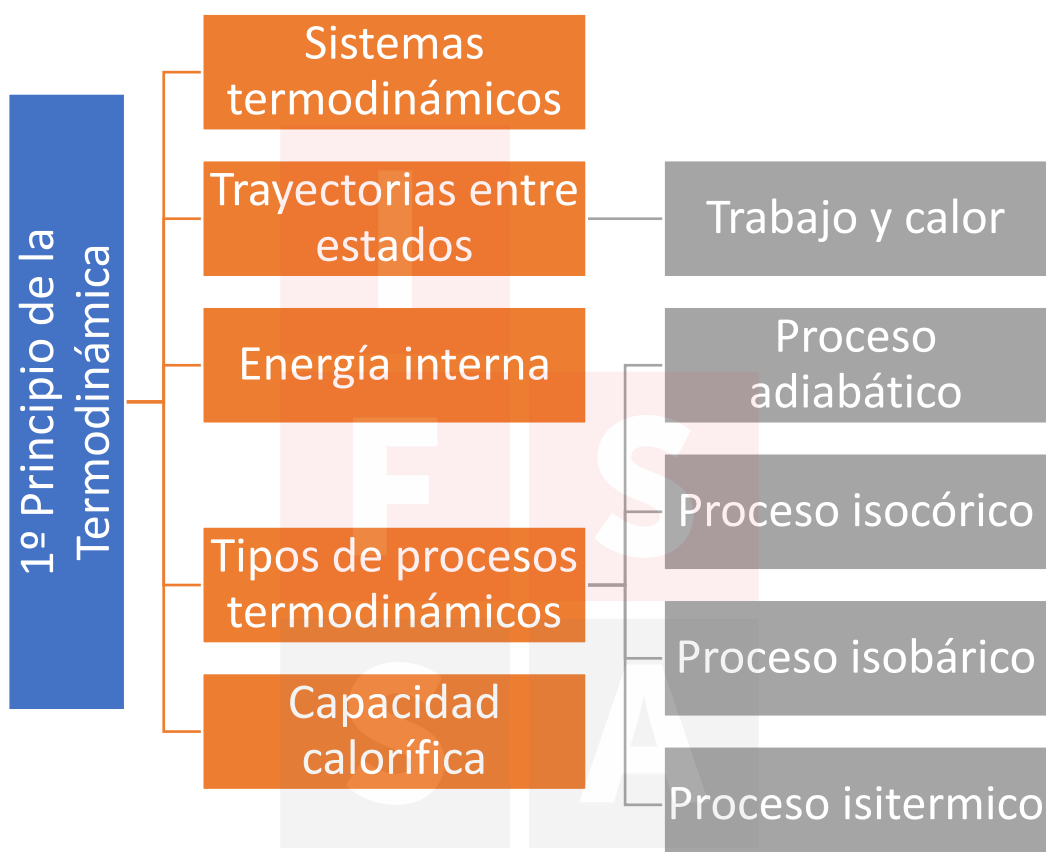 1º Principio de la
Termodinámica
Sistemas
termodinámicos
Trayectorias entre
estados
Trabajo y calor
Energía interna
Tipos de procesos
termodinámicos
Proceso
adiabático
Proceso isocórico
Proceso isobárico
Proceso isitermico
Capacidad
calorífica
I
F S
S A